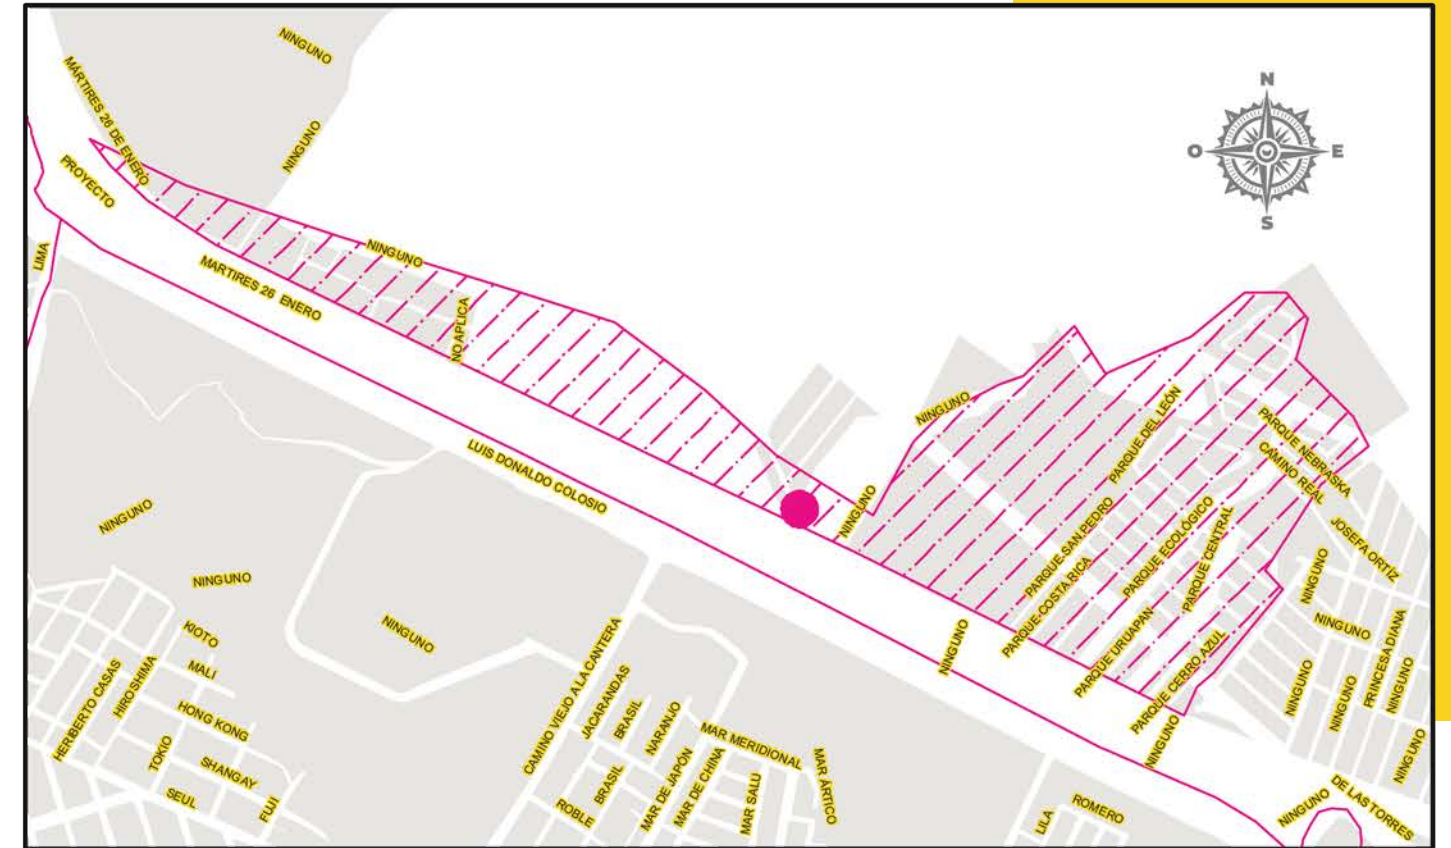 NINGUNO
MÁRTIRES 26 DE ENERO
NINGUNO
PROYECTO
N
O
E
S
LIMA
NINGUNO
MARTIRES 26 ENERO
NO APLICA
LUIS DONALDO COLOSIO
NINGUNO
NINGUNO
PARQUE DEL LEÓN
PARQUE NEBRASKA
CAMINO REAL
PARQUE SAN PEDRO
PARQUE ECOLÓGICO
PARQUE CENTRAL
JOSEFA ORTÍZ
PARQUE COSTA RICA
PARQUE URUAPAN
PARQUE CERRO AZUL
NINGUNO
NINGUNO
NINGUNO
NINGUNO
NINGUNO
PRINCESA DIANA
NINGUNO
NINGUNO
NINGUNO
NINGUNO
NINGUNO
NINGUNO
NINGUNO
KIOTO
MALI
HERIBERTO CASAS
HIROSHIMA
HONG KONG
TOKIO
SHANGAY
SEUL
FUJI
CAMINO VIEJO A LA CANTERA
JACARANDAS
BRASIL
NARANJO
MAR MERIDIONAL
BRASIL
ROBLE
MAR DE JAPÓN
MAR DE CHINA
MAR SALU
MAR ÁRTICO
LILA
ROMERO
NINGUNO
DE LAS TORRES